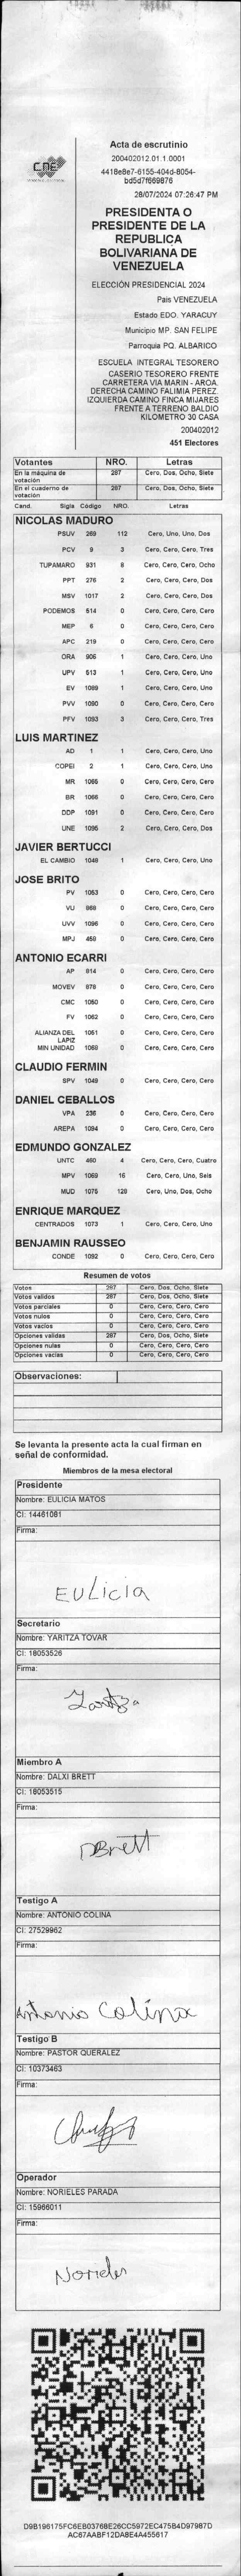 CNE
Acta de escrutinio
200402012.01.1.0001
4418e8e7-6155-404d-8054-
bd5d7f669876
28/07/2024 07:26:47 PM
PRESIDENTA O
PRESIDENTE DE LA
REPUBLICA
BOLIVARIANA DE
VENEZUELA
ELECCIÓN PRESIDENCIAL 2024
Pais VENEZUELA
Estado EDO. YARACUY
Municipio MP. SAN FELIPE
Parroquia PQ. ALBARICO
ESCUELA INTEGRAL TESORERO
CASERIO TESORERO FRENTE
CARRETERA VIA MARIN - AROA.
DERECHA CAMINO FALIMIA PEREZ.
IZQUIERDA CAMINO FINCA MIJARES
FRENTE A TERRENO BALDIO
KILOMETRO 30 CASA
200402012
451 Electores
Votantes NRO. Letras
En la máquina de votación 287 Cero, Dos, Ocho, Siete
En el cuaderno de votación 287 Cero, Dos, Ocho, Siete
Cand. Sigla Código NRO. Letras
NICOLAS MADURO
PSUV 269 112 Cero, Uno, Uno, Dos
PCV 9 3 Cero, Cero, Cero, Tres
TUPAMARO 931 8 Cero, Cero, Cero, Ocho
PPT 276 2 Cero, Cero, Cero, Dos
MSV 1017 2 Cero, Cero, Cero, Dos
PODEMOS 514 0 Cero, Cero, Cero, Cero
MEP 6 0 Cero, Cero, Cero, Cero
APC 219 0 Cero, Cero, Cero, Cero
ORA 906 1 Cero, Cero, Cero, Uno
UPV 513 1 Cero, Cero, Cero, Uno
EV 1089 1 Cero, Cero, Cero, Uno
PVV 1090 0 Cero, Cero, Cero, Cero
PFV 1093 3 Cero, Cero, Cero, Tres
LUIS MARTINEZ
AD 1 1 Cero, Cero, Cero, Uno
COPEI 2 1 Cero, Cero, Cero, Uno
MR 1065 0 Cero, Cero, Cero, Cero
BR 1066 0 Cero, Cero, Cero, Cero
DDP 1091 0 Cero, Cero, Cero, Cero
UNE 1095 2 Cero, Cero, Cero, Dos
JAVIER BERTUCCI
EL CAMBIO 1048 1 Cero, Cero, Cero, Uno
JOSE BRITO
PV 1053 0 Cero, Cero, Cero, Cero
VU 868 0 Cero, Cero, Cero, Cero
UVV 1096 0 Cero, Cero, Cero, Cero
MPJ 458 0 Cero, Cero, Cero, Cero
ANTONIO ECARRI
AP 814 0 Cero, Cero, Cero, Cero
MOVEV 878 0 Cero, Cero, Cero, Cero
CMC 1050 0 Cero, Cero, Cero, Cero
FV 1062 0 Cero, Cero, Cero, Cero
ALIANZA DEL LAPIZ 1051 0 Cero, Cero, Cero, Cero
MIN UNIDAD 1068 0 Cero, Cero, Cero, Cero
CLAUDIO FERMIN
SPV 1049 0 Cero, Cero, Cero, Cero
DANIEL CEBALLOS
VPA 236 0 Cero, Cero, Cero, Cero
AREPA 1094 0 Cero, Cero, Cero, Cero
EDMUNDO GONZALEZ
UNTC 460 4 Cero, Cero, Cero, Cuatro
MPV 1069 16 Cero, Cero, Uno, Seis
MUD 1075 128 Cero, Uno, Dos, Ocho
ENRIQUE MARQUEZ
CENTRADOS 1073 1 Cero, Cero, Cero, Uno
BENJAMIN RAUSSEO
CONDE 1092 0 Cero, Cero, Cero, Cero
Resumen de votos
Votos 287 Cero, Dos, Ocho, Siete
Votos validos 287 Cero, Dos, Ocho, Siete
Votos parciales 0 Cero, Cero, Cero, Cero
Votos nulos 0 Cero, Cero, Cero, Cero
Votos vacios 0 Cero, Cero, Cero, Cero
Opciones validas 287 Cero, Dos, Ocho, Siete
Opciones nulas 0 Cero, Cero, Cero, Cero
Opciones vacias 0 Cero, Cero, Cero, Cero
Observaciones:
Se levanta la presente acta la cual firman en
señal de conformidad.
Miembros de la mesa electoral
Presidente
Nombre: EULICIA MATOS
CI: 14461081
Firma:
EULicia
Secretario
Nombre: YARITZA TOVAR
CI: 18053526
Firma:
Yaritza
Miembro A
Nombre: DALXI BRETT
CI: 18053515
Firma:
DBrett
Testigo A
Nombre: ANTONIO COLINA
CI: 27529962
Firma:
Antonio Colina
Testigo B
Nombre: PASTOR QUERALEZ
CI: 10373463
Firma:
Operador
Nombre: NORIELES PARADA
CI: 15966011
Firma:
Norieles
D9B196175FC6EB03768E26CC5972EC475B4D97987D
AC67AABF12DA8E4A455617